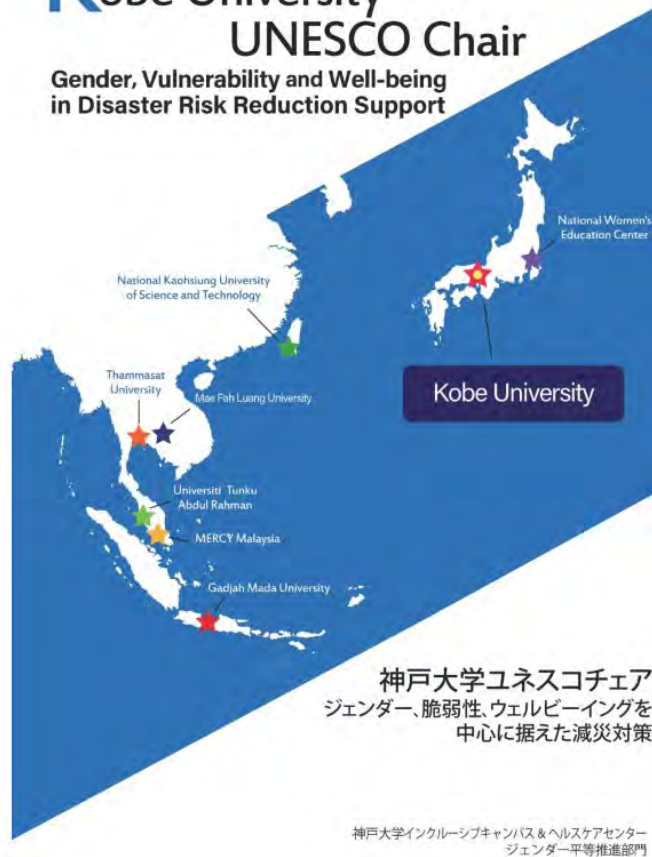 Kobe University
UNESCO Chair
Gender, Vulnerability and Well-being
in Disaster Risk Reduction Support
National Women's
Education Center
National Kaohsiung University
of Science and Technology
Kobe University
Thammasat
University
Mae Fah Luang University
Universiti Tunku
Abdul Rahman
MERCY Malaysia
Gadjah Mada University
神戸大学ユネスコチェア
ジェンダー、脆弱性、ウェルビーイングを
中心に据えた減災対策
神戸大学インクルーシブキャンパス&ヘルスケアセンター
ジェンダー平等推進部門